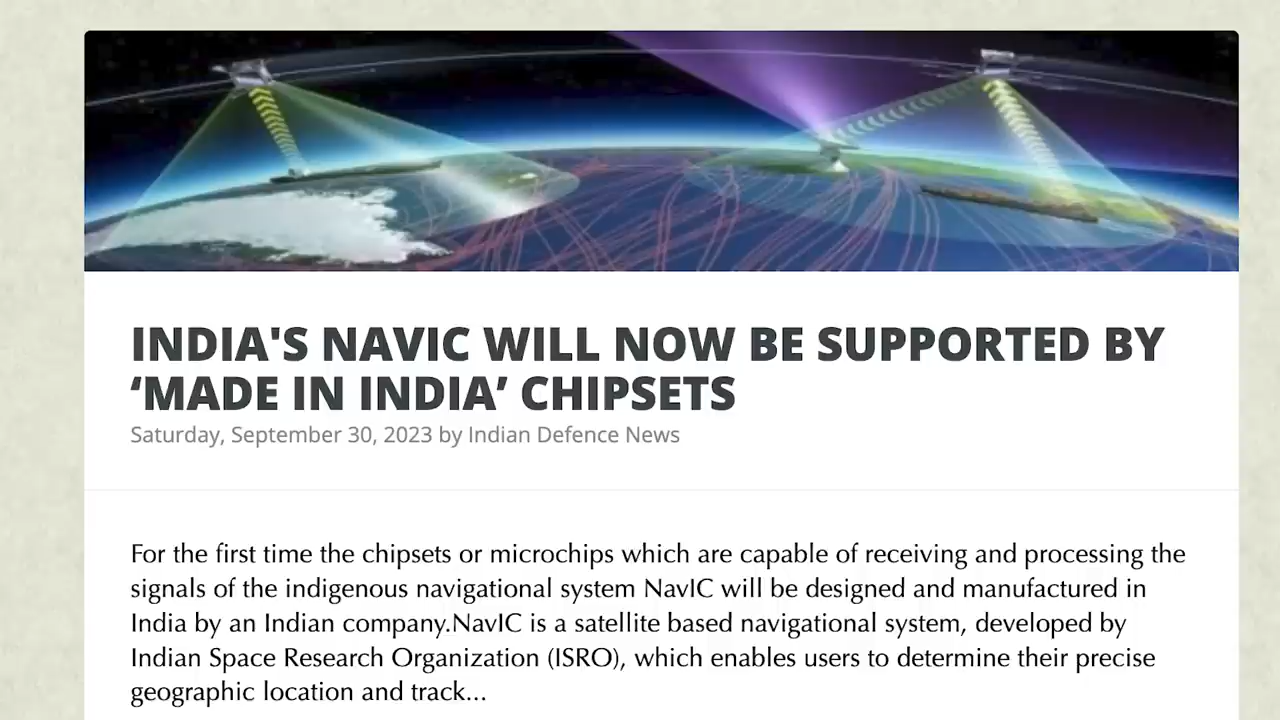 INDIA'S NAVIC WILL NOW BE SUPPORTED BY
‘MADE IN INDIA’ CHIPSETS
Saturday, September 30, 2023 by Indian Defence News
For the first time the chipsets or microchips which are capable of receiving and processing the
signals of the indigenous navigational system NavIC will be designed and manufactured in
India by an Indian company.NavIC is a satellite based navigational system, developed by
Indian Space Research Organization (ISRO), which enables users to determine their precise
geographic location and track...